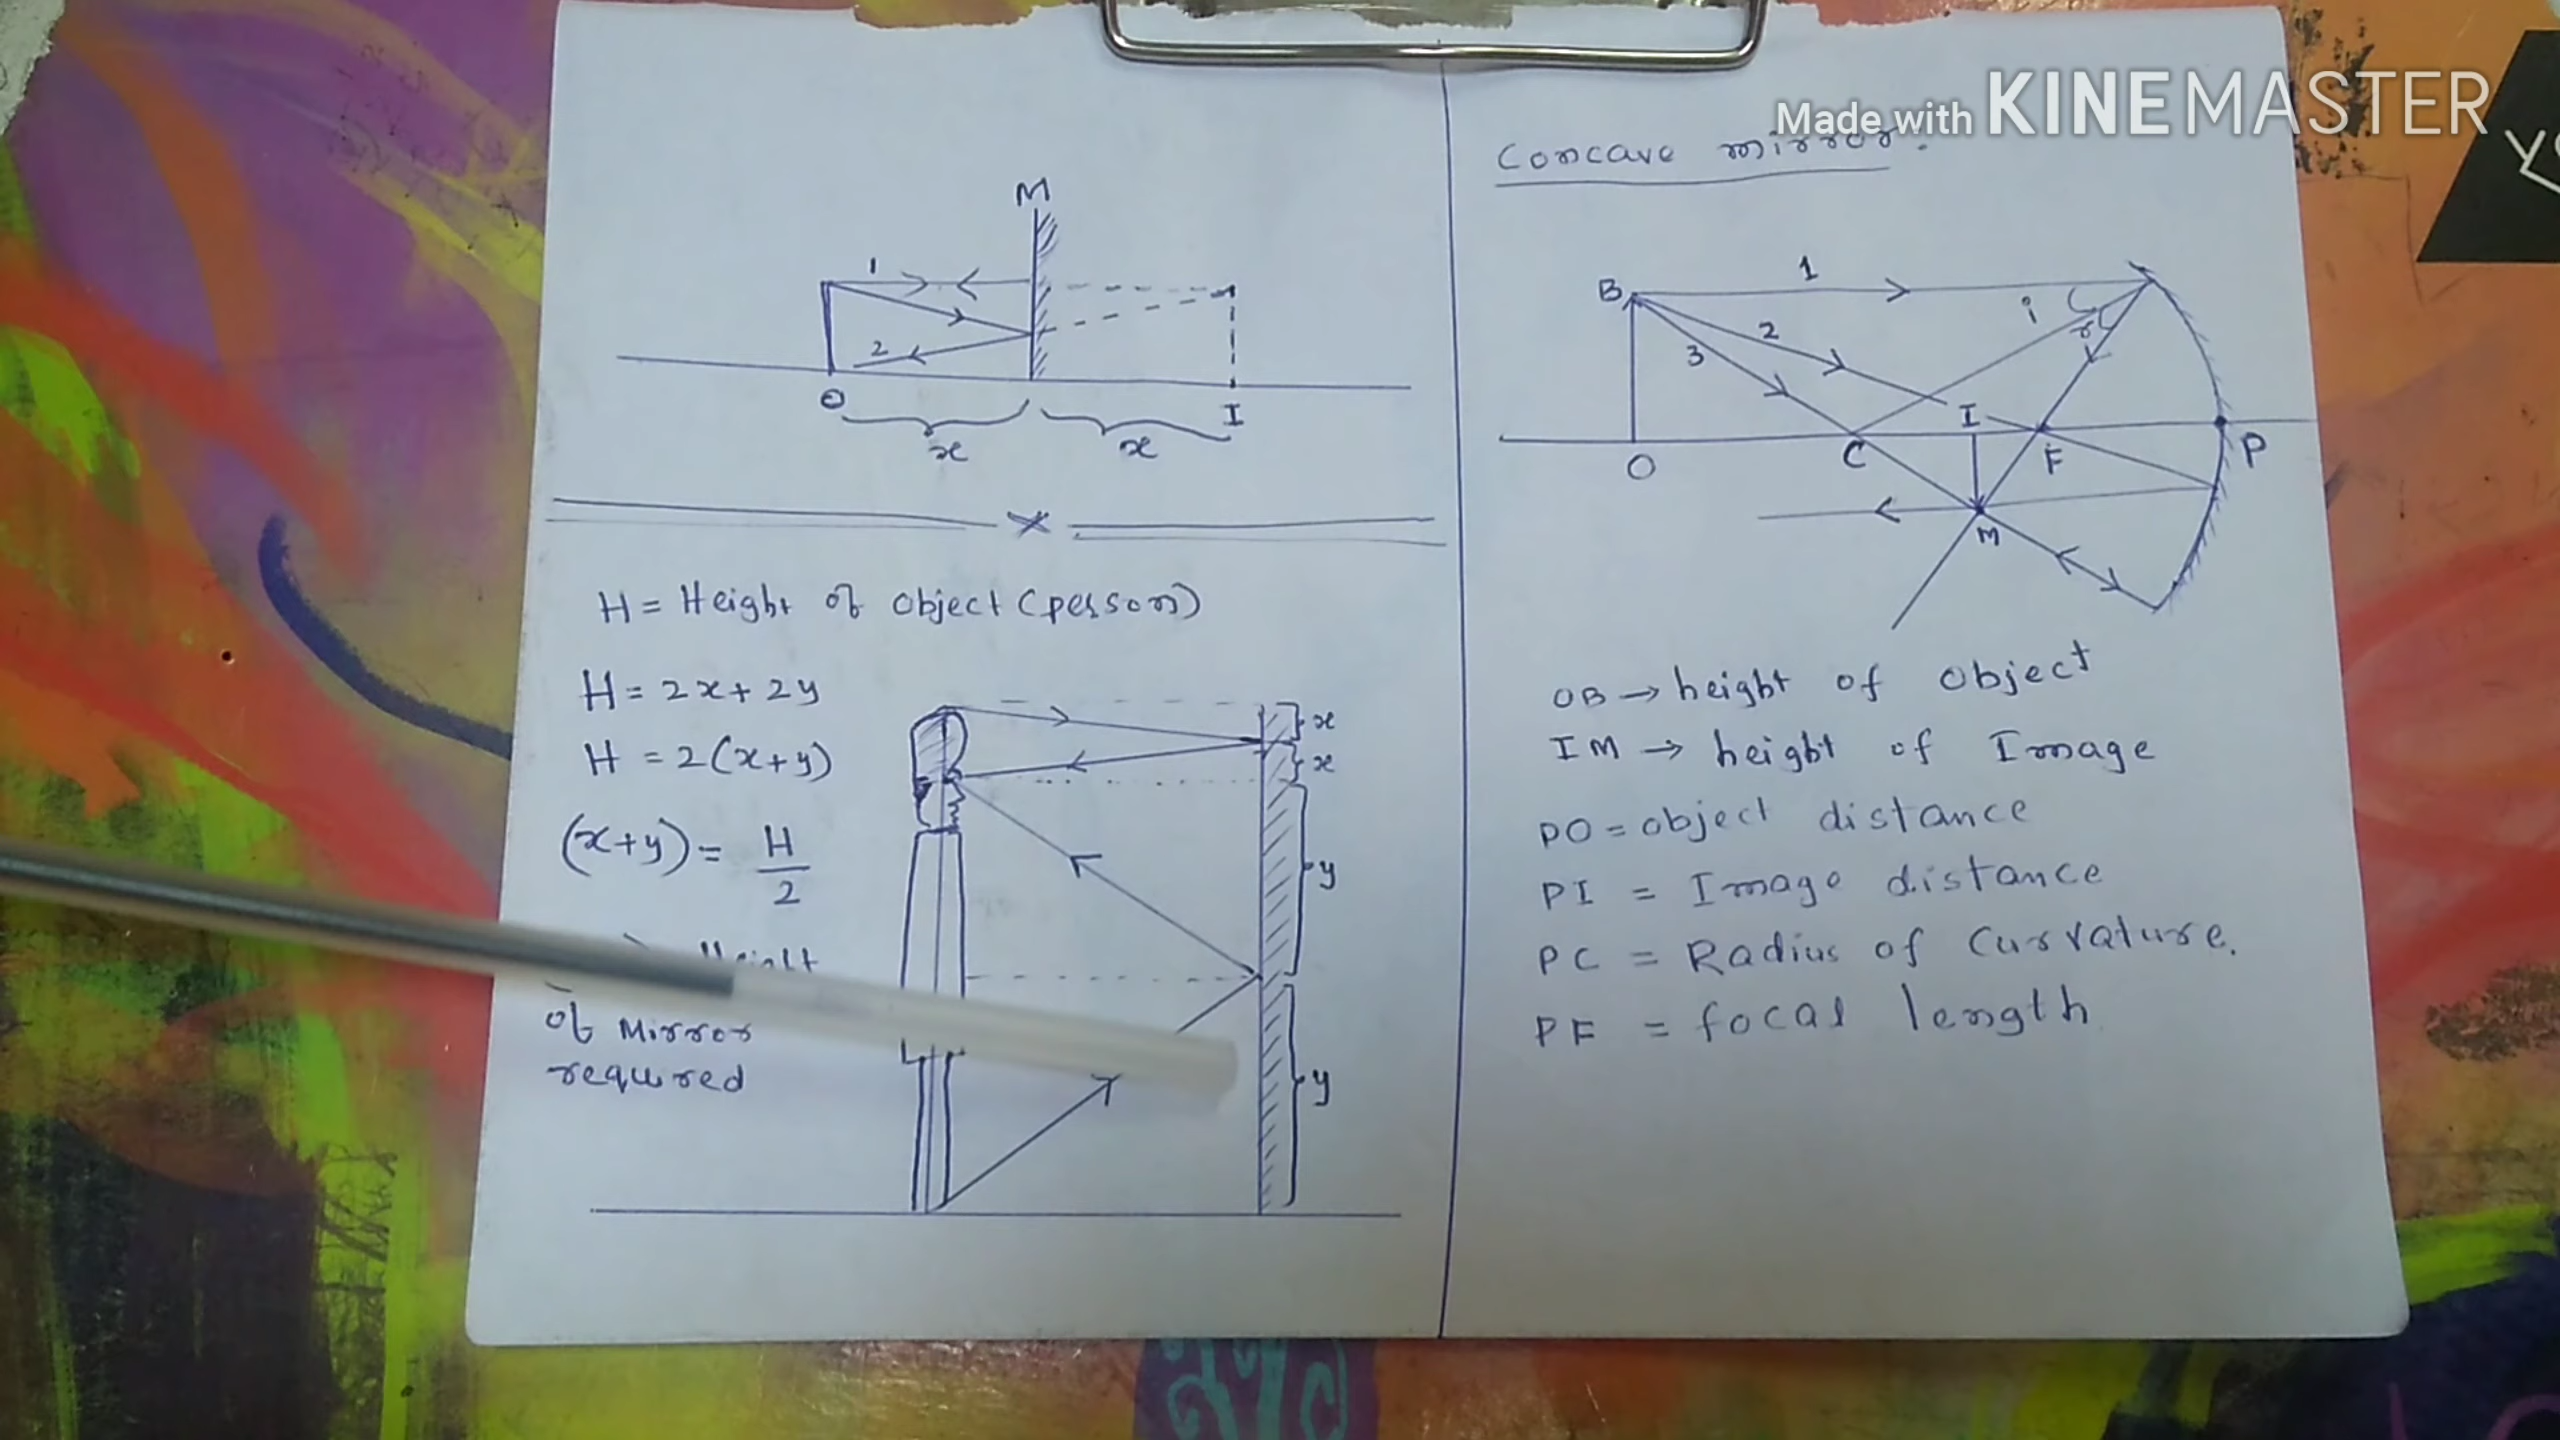 Made with KINEMASTER
M
1
2
O
I
x
x
H = Height of object (person)
H = 2x + 2y
H = 2(x+y)
(x+y) = H
2
Height
of Mirror
required
x
x
y
y
Concave mirror:
B
1
2
3
i
r
O
C
I
F
P
M
OB → height of object
IM → height of Image
PO = object distance
PI = Image distance
PC = Radius of Curvature.
PF = focal length